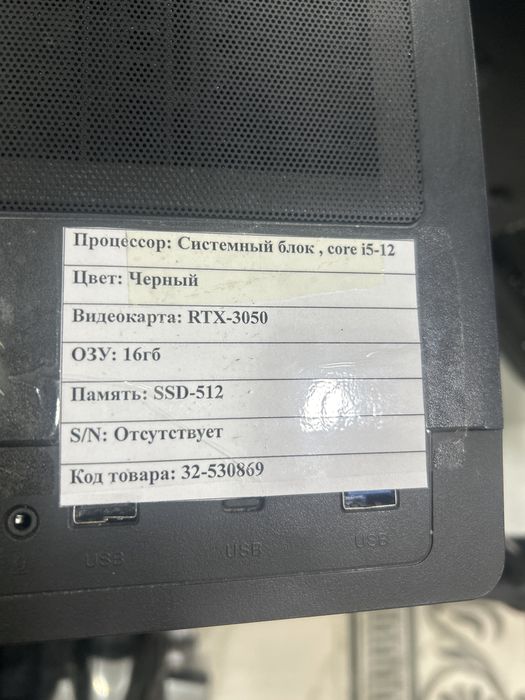 Процессор: Системный блок , core i5-12
Цвет: Черный
Видеокарта: RTX-3050
ОЗУ: 16гб
Память: SSD-512
S/N: Отсутствует
Код товара: 32-530869
USB
USB
USB